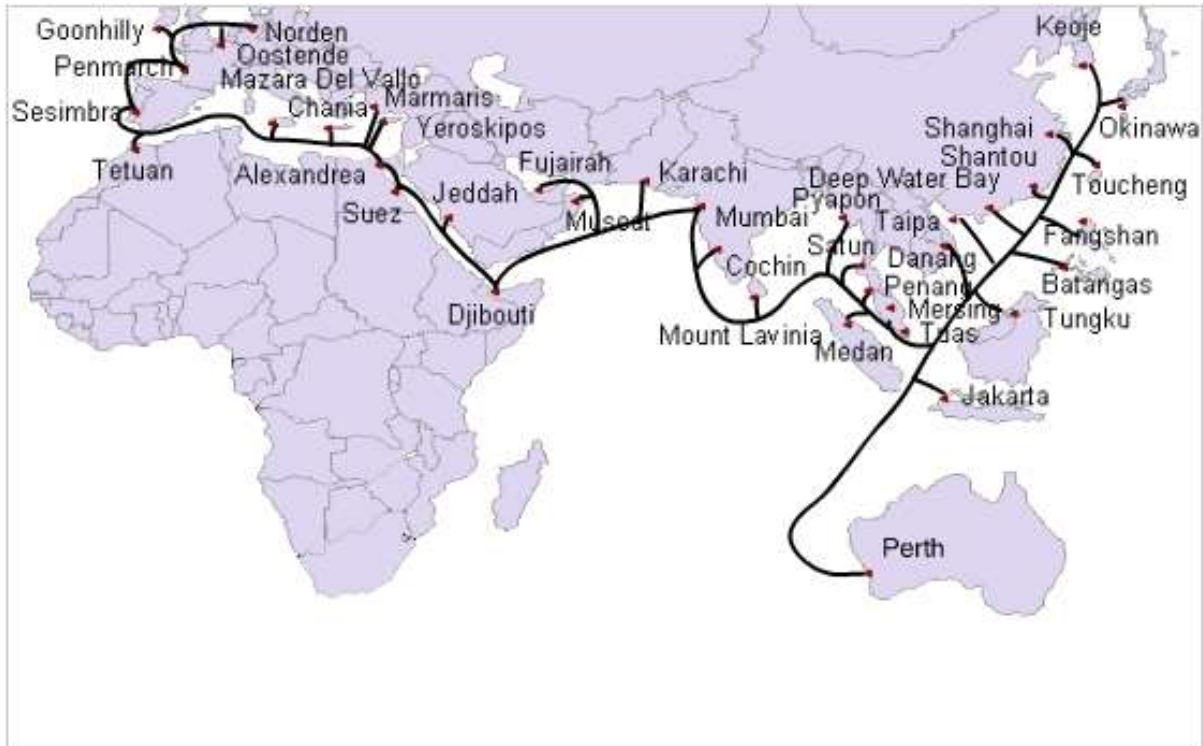 Keoje
Goonhilly
Norden
Oostende
Penmarch
Mazara Del Vallo
Marmaris
Sesimbra
Chania
Yeroskipos
Okinawa
Shanghai
Shantou
Tetuan
Alexandrea
Fujairah
Karachi
Deep Water Bay
Toucheng
Jeddah
Pyapon
Suez
Muscat
Mumbai
Taipa
Fangshan
Satun
Danang
Cochin
Penang
Batangas
Djibouti
Mersing
Tungku
Mount Lavinia
Tuas
Medan
Jakarta
Perth